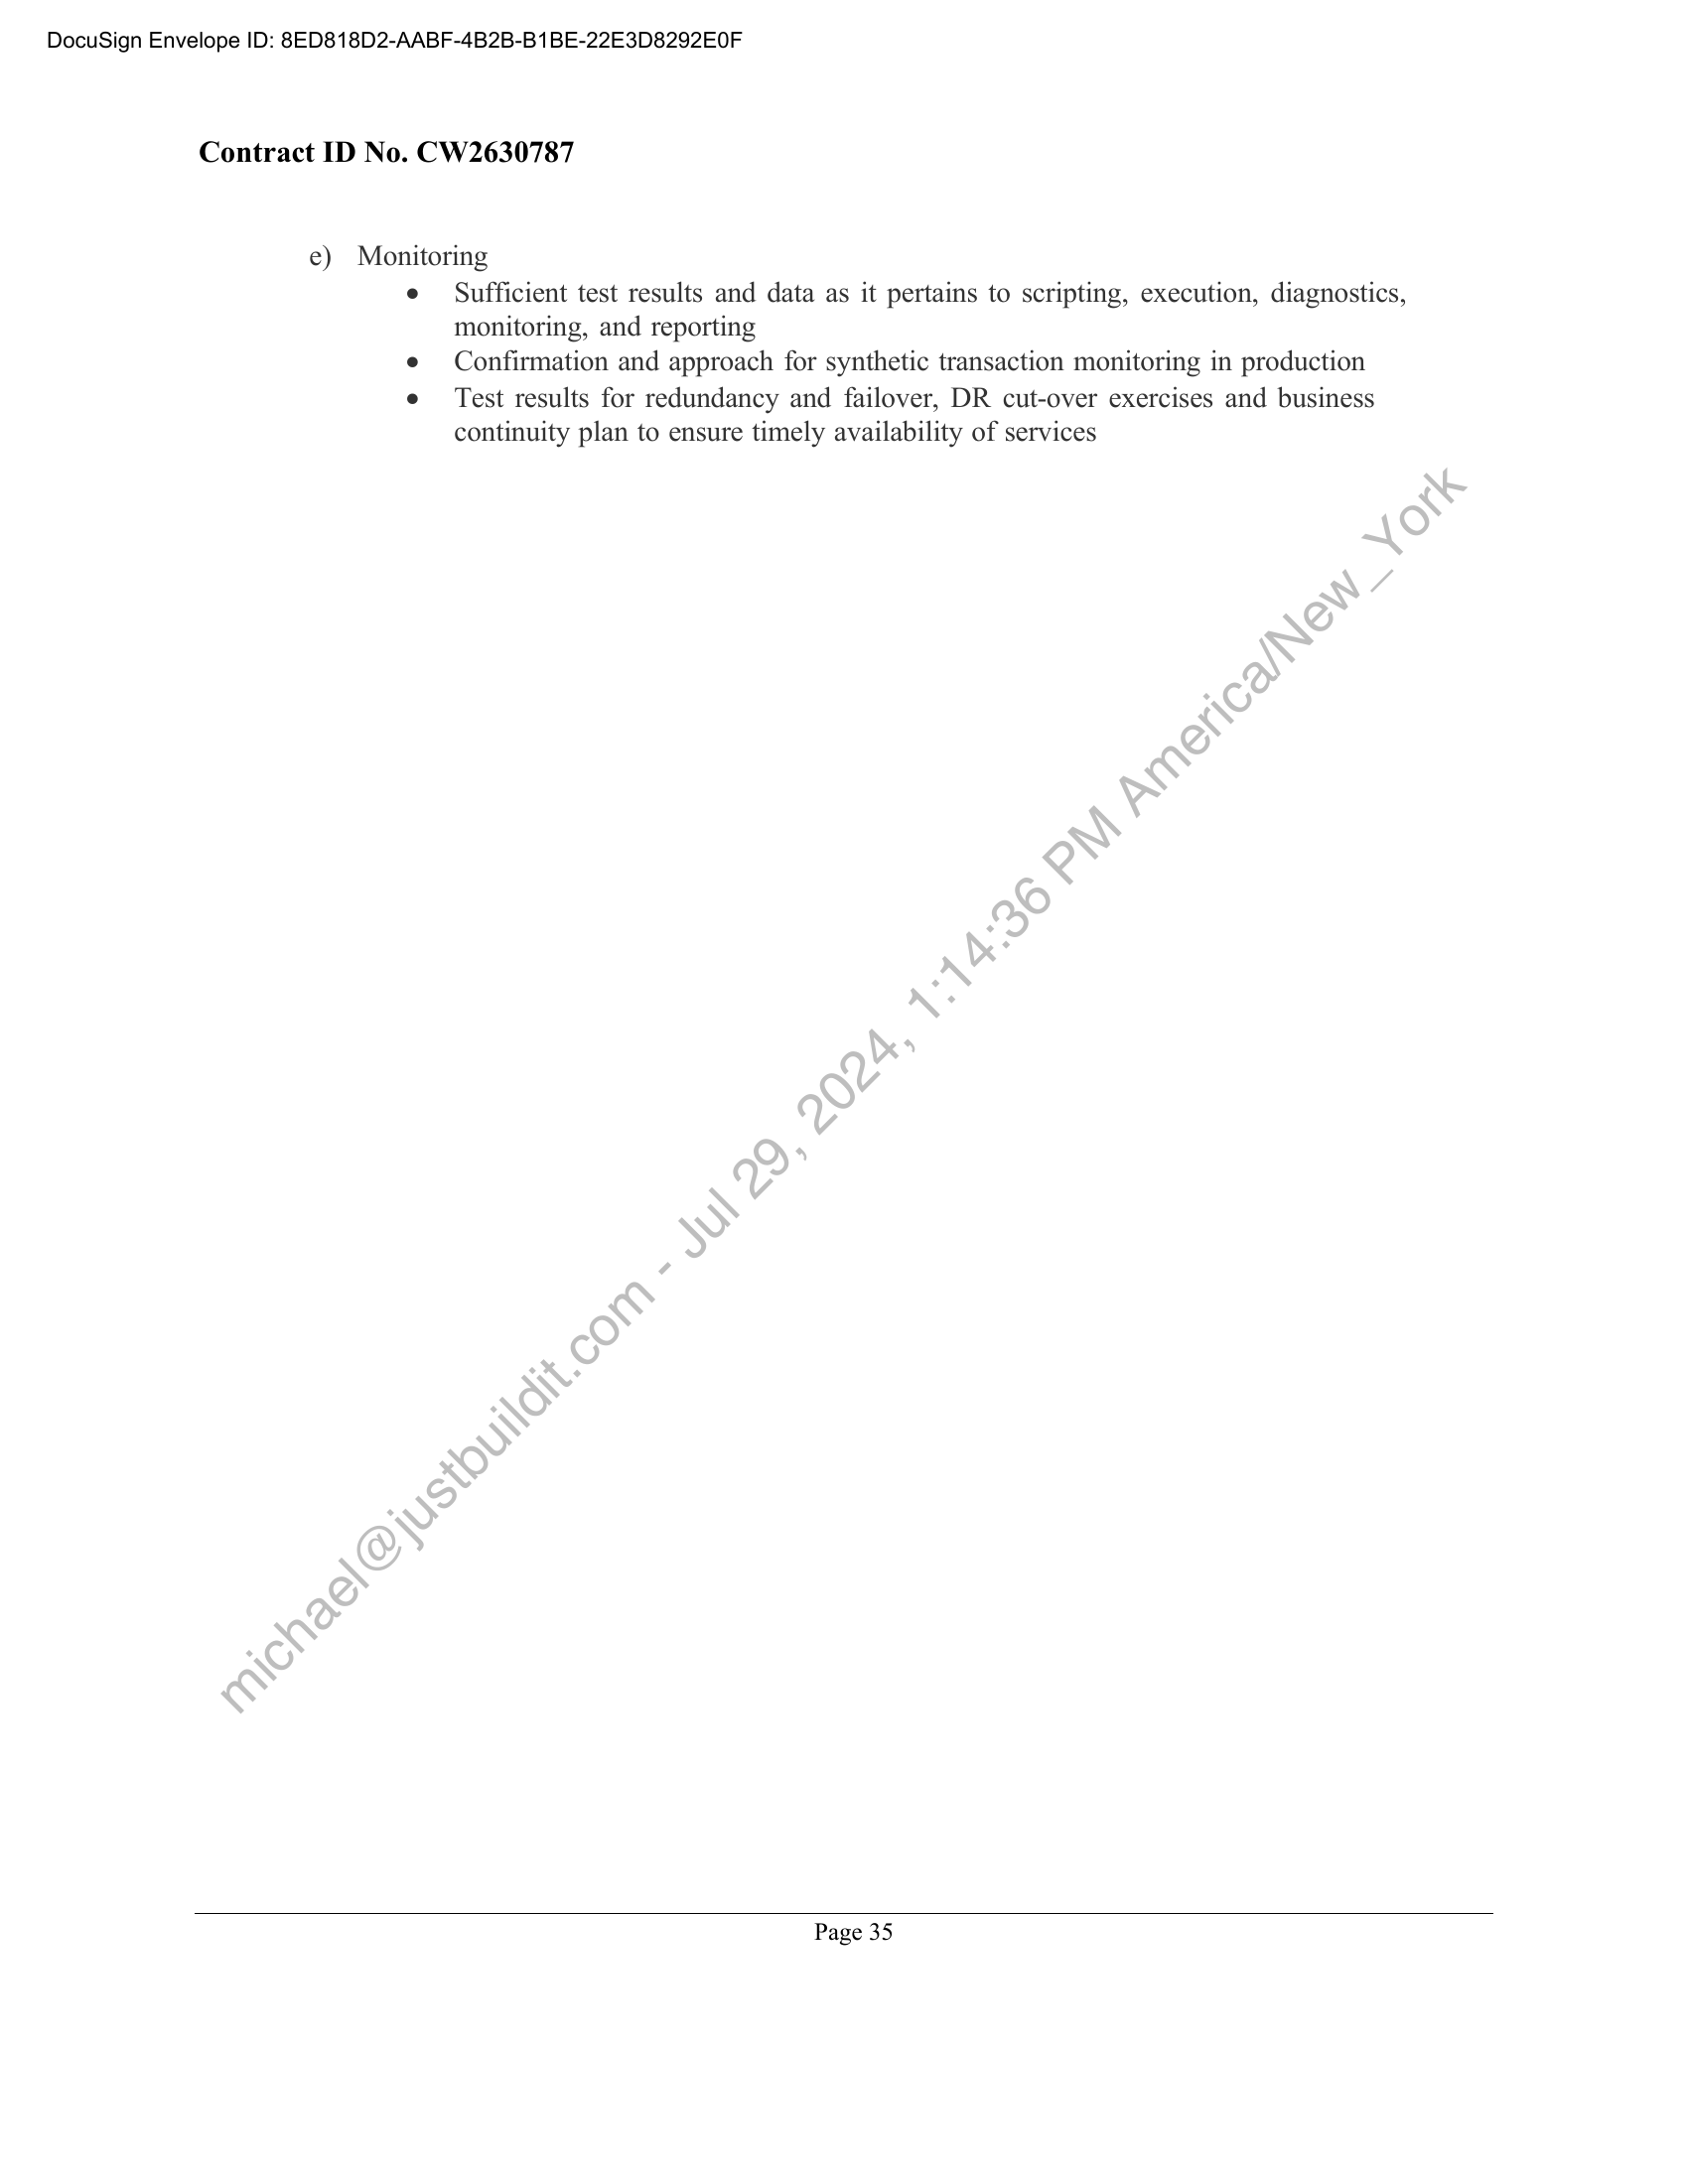 DocuSign Envelope ID: 8ED818D2-AABF-4B2B-B1BE-22E3D8292E0F
Contract ID No. CW2630787
e) Monitoring
• Sufficient test results and data as it pertains to scripting, execution, diagnostics,
monitoring, and reporting
• Confirmation and approach for synthetic transaction monitoring in production
• Test results for redundancy and failover, DR cut-over exercises and business
continuity plan to ensure timely availability of services
michael@justbuildit.com - Jul 29, 2024, 1:14:36 PM America/New_York
Page 35